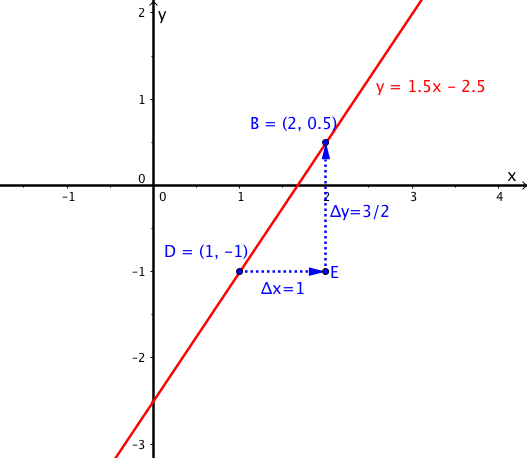 2
y
1
y = 1.5x − 2.5
B = (2, 0.5)
0
x
−1
0
1
2
3
4
Δy=3/2
D = (1, −1)
−1
E
Δx=1
−2
−3